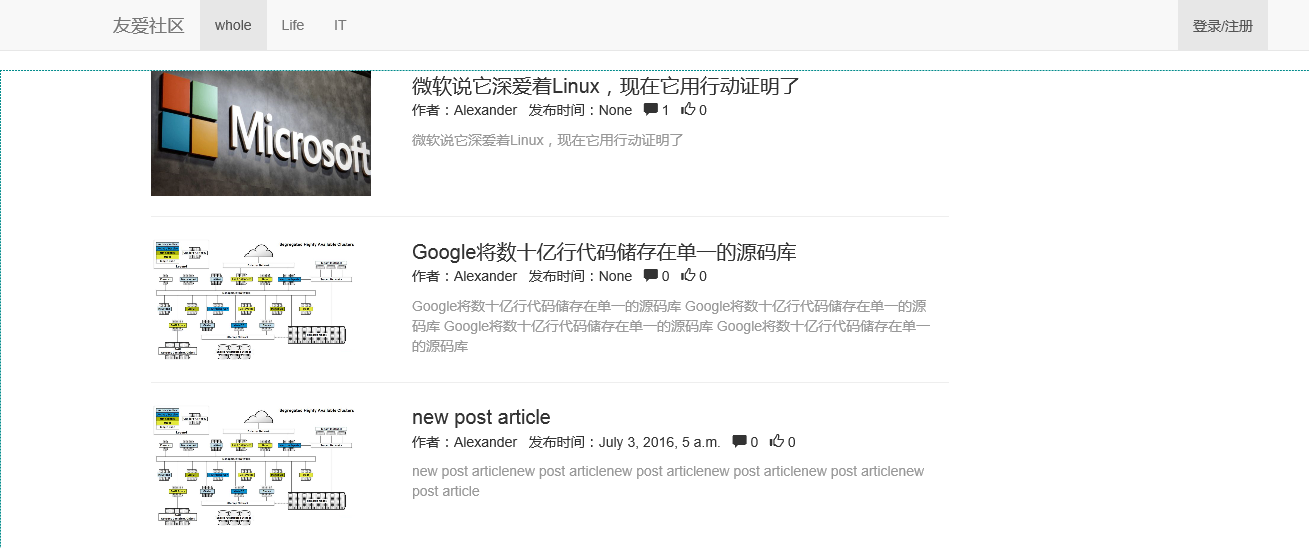 友爱社区 whole Life IT 登录/注册
Microsoft
微软说它深爱着Linux，现在它用行动证明了
作者：Alexander 发布时间：None 1 0
微软说它深爱着Linux，现在它用行动证明了
Google将数十亿行代码储存在单一的源码库
作者：Alexander 发布时间：None 0 0
Google将数十亿行代码储存在单一的源码库 Google将数十亿行代码储存在单一的源
码库 Google将数十亿行代码储存在单一的源码库 Google将数十亿行代码储存在单一
的源码库
Segregated Highly Available Clusters
new post article
作者：Alexander 发布时间：July 3, 2016, 5 a.m. 0 0
new post articlenew post articlenew post articlenew post articlenew post articlenew
post article
Segregated Highly Available Clusters